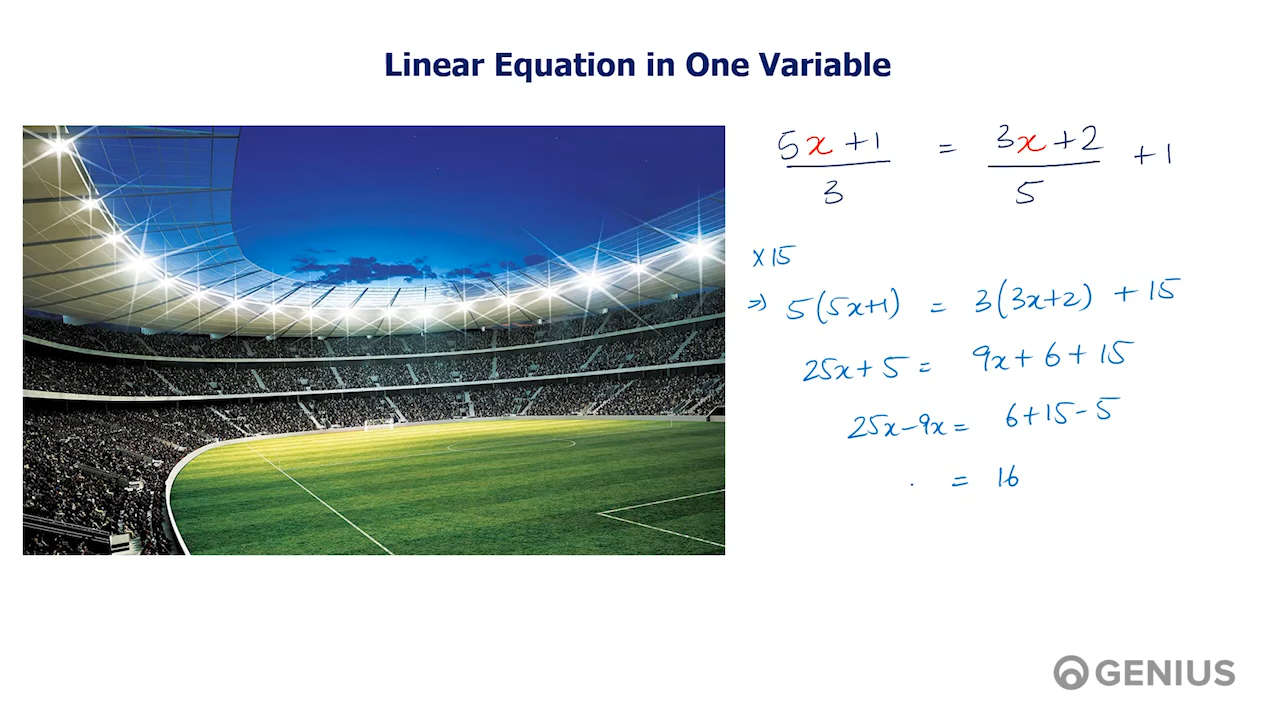 Linear Equation in One Variable
5x+1 / 3 = 3x+2 / 5 +1
x15
⇒ 5(5x+1) = 3(3x+2) + 15
25x+5 = 9x+6+15
25x-9x = 6+15-5
= 16
GENIUS